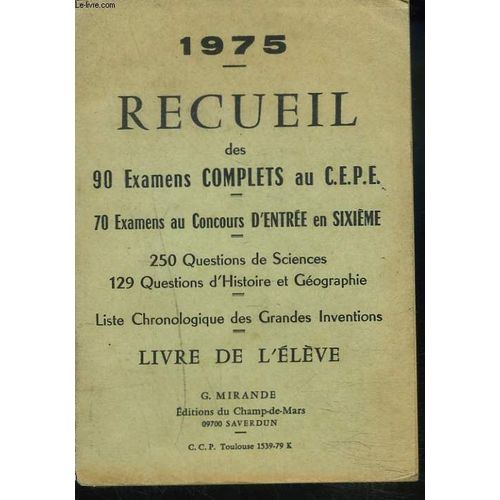 Le-livre.com
1975
RECUEIL
des
90 Examens COMPLETS au C.E.P.E.
70 Examens au Concours D'ENTRÉE en SIXIÈME
250 Questions de Sciences
129 Questions d'Histoire et Géographie
Liste Chronologique des Grandes Inventions
LIVRE DE L'ÉLÈVE
G. MIRANDE
Éditions du Champ-de-Mars
09700 SAVERDUN
C.C.P. Toulouse 1539-79 K